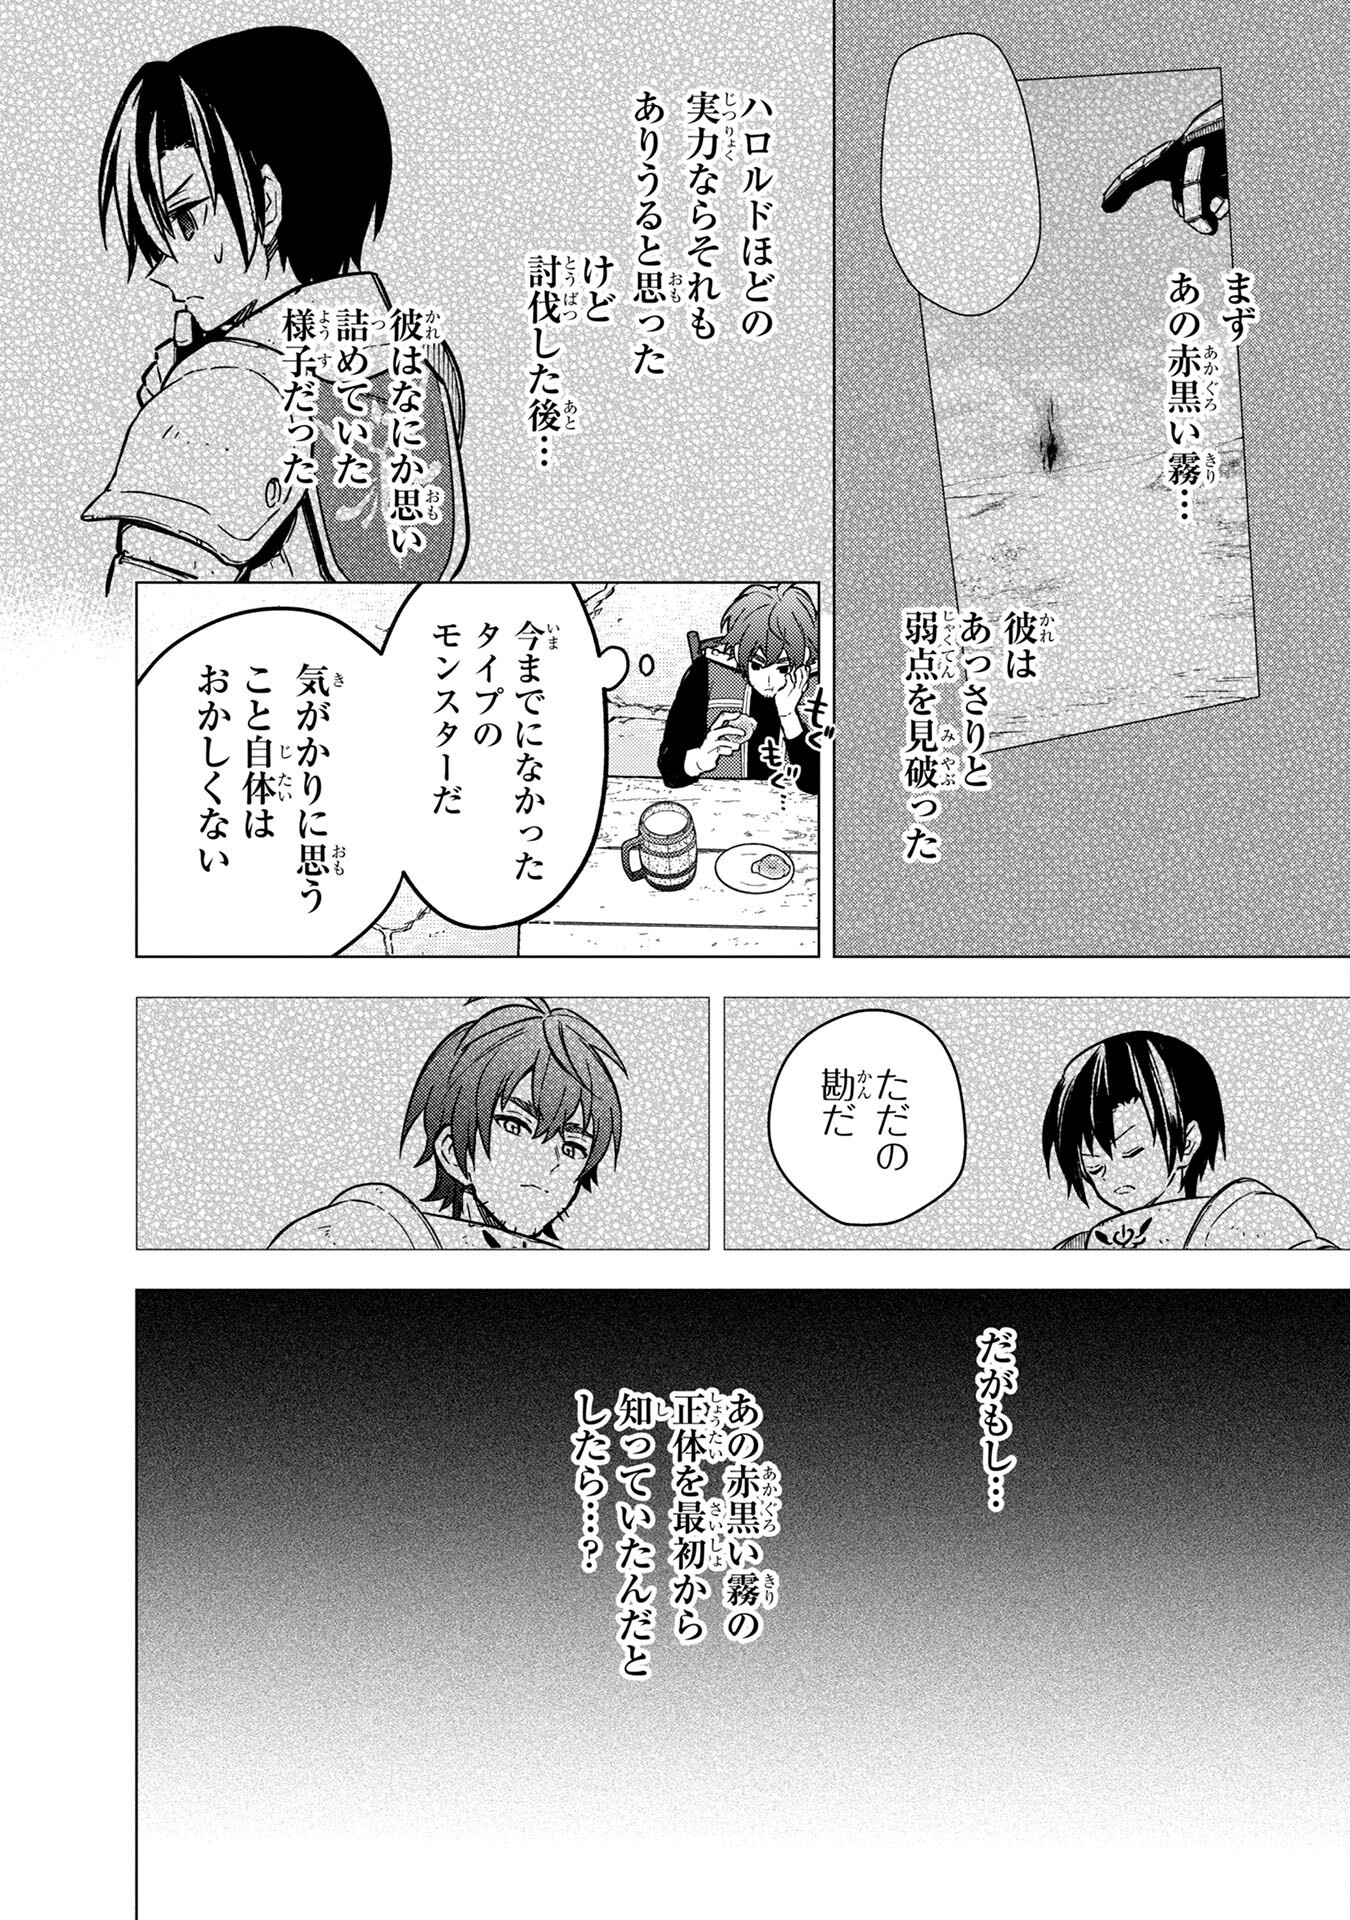 まず
あの赤黒い霧…
彼は
あっさりと
弱点を見破った
ハロルドほどの
実力ならそれも
ありうると思った
けど
討伐した後…
彼はなにか思い
詰めていた
様子だった
もぐ
もぐ…
今までになかった
タイプの
モンスターだ
気がかりに思う
こと自体は
おかしくない
ただの
勘だ
だがもし…
あの赤黒い霧の
正体を最初から
知っていたんだと
したら…?